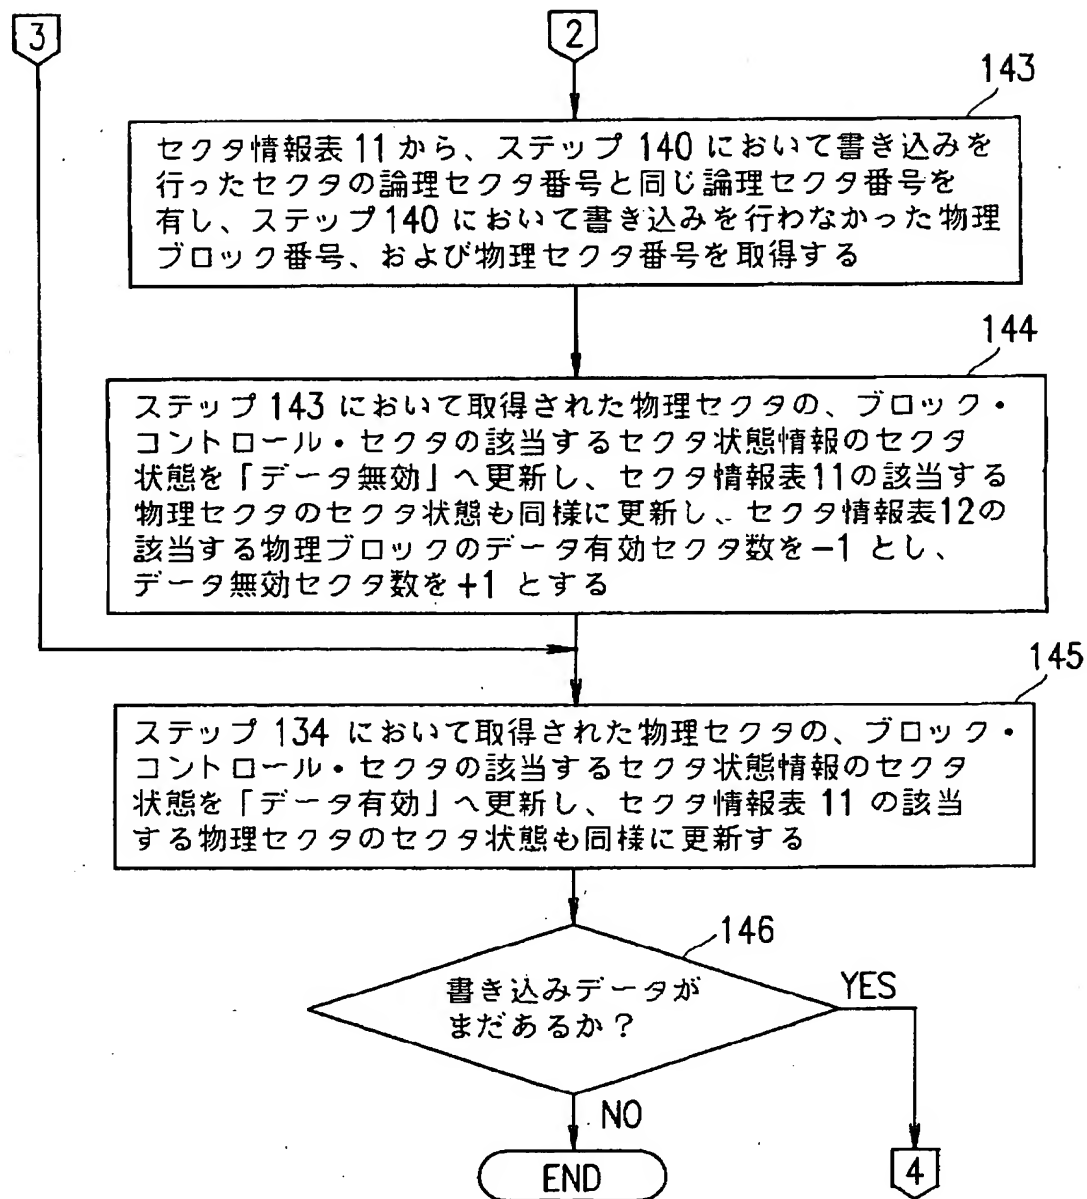 3
2
143
セクタ情報表 11 から、ステップ 140 において書き込みを
行ったセクタの論理セクタ番号と同じ論理セクタ番号を
有し、ステップ140 において書き込みを行わなかった物理
ブロック番号、および物理セクタ番号を取得する
144
ステップ 143 において取得された物理セクタの、ブロック・
コントロール・セクタの該当するセクタ状態情報のセクタ
状態を「データ無効」へ更新し、セクタ情報表11の該当する
物理セクタのセクタ状態も同様に更新し、セクタ情報表12の
該当する物理ブロックのデータ有効セクタ数を-1 とし、
データ無効セクタ数を+1 とする
145
ステップ 134 において取得された物理セクタの、ブロック・
コントロール・セクタの該当するセクタ状態情報のセクタ
状態を「データ有効」へ更新し、セクタ情報表 11 の該当
する物理セクタのセクタ状態も同様に更新する
146
書き込みデータが
まだあるか？
YES
NO
END
4